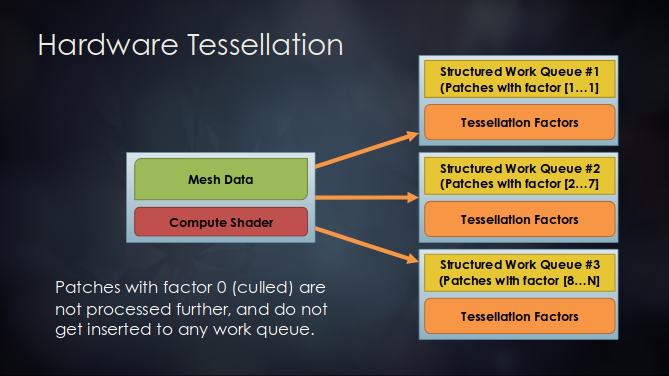 Hardware Tessellation
Structured Work Queue #1
(Patches with factor [1...1]
Tessellation Factors
Mesh Data
Compute Shader
Structured Work Queue #2
(Patches with factor [2...7]
Tessellation Factors
Structured Work Queue #3
(Patches with factor [8...N]
Tessellation Factors
Patches with factor 0 (culled) are
not processed further, and do not
get inserted to any work queue.